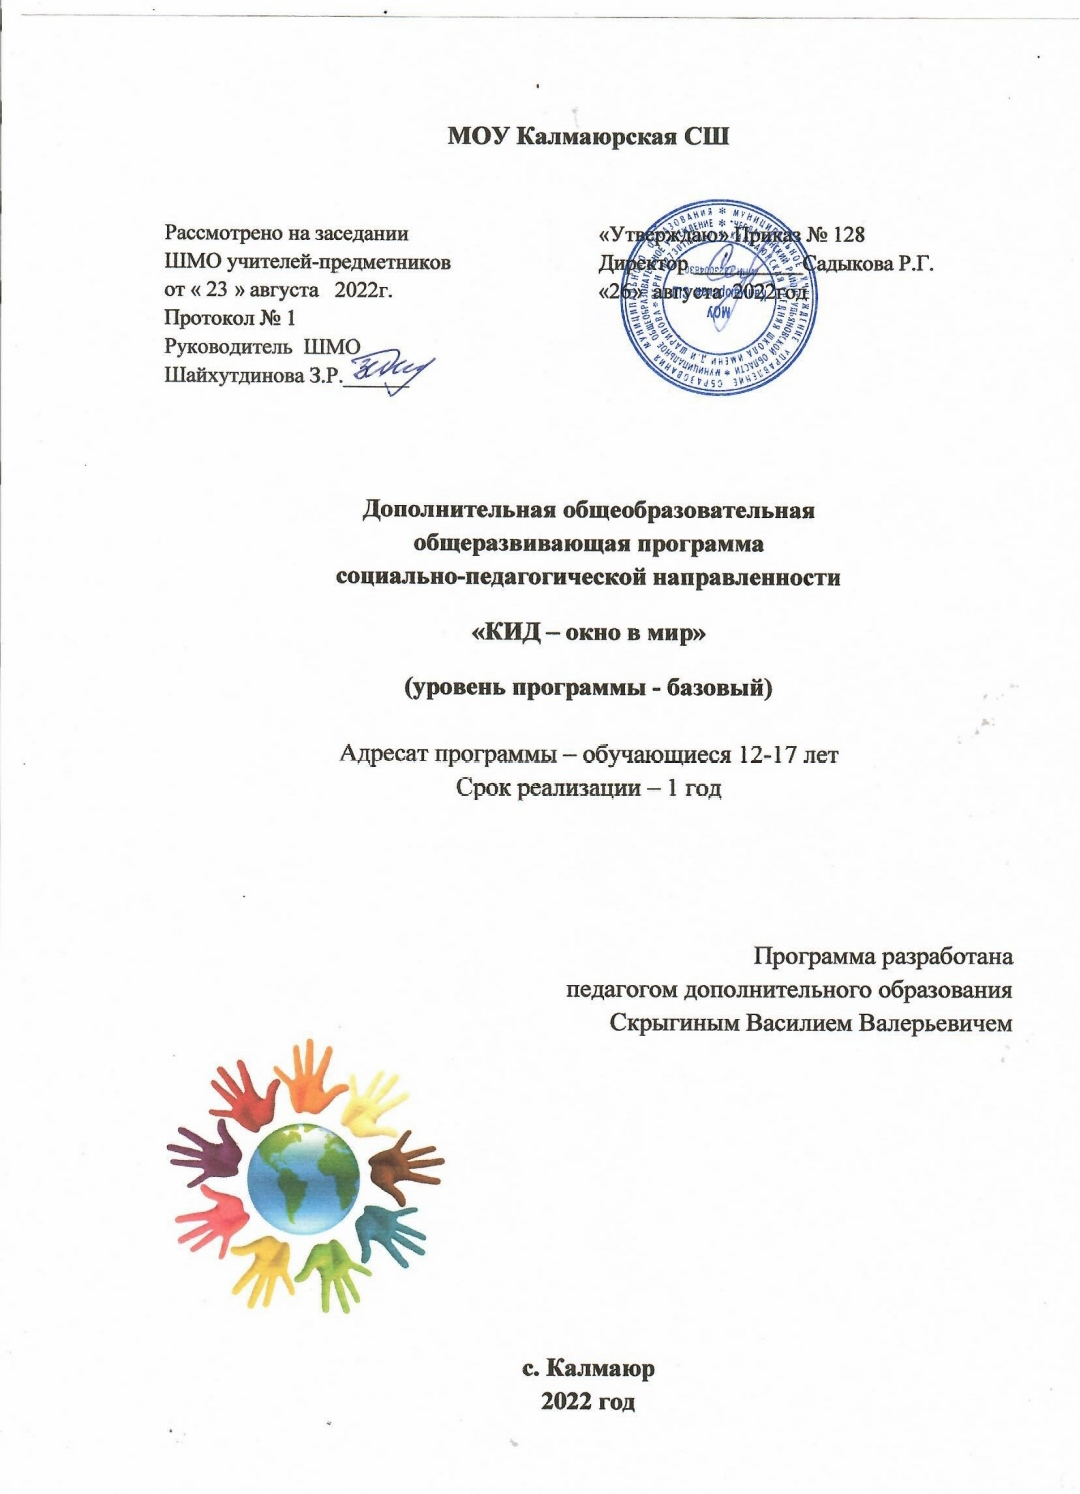 МОУ Калмаюрская СШ
Рассмотрено на заседании
ШМО учителей-предметников
от « 23 » августа 2022г.
Протокол № 1
Руководитель ШМО
Шайхутдинова З.Р.______
«Утверждаю» Приказ № 128
Директор__________Садыкова Р.Г.
«26» августа 2022год
Дополнительная общеобразовательная
общеразвивающая программа
социально-педагогической направленности
«КИД – окно в мир»
(уровень программы - базовый)
Адресат программы – обучающиеся 12-17 лет
Срок реализации – 1 год
Программа разработана
педагогом дополнительного образования
Скрыгиным Василием Валерьевичем
с. Калмаюр
2022 год